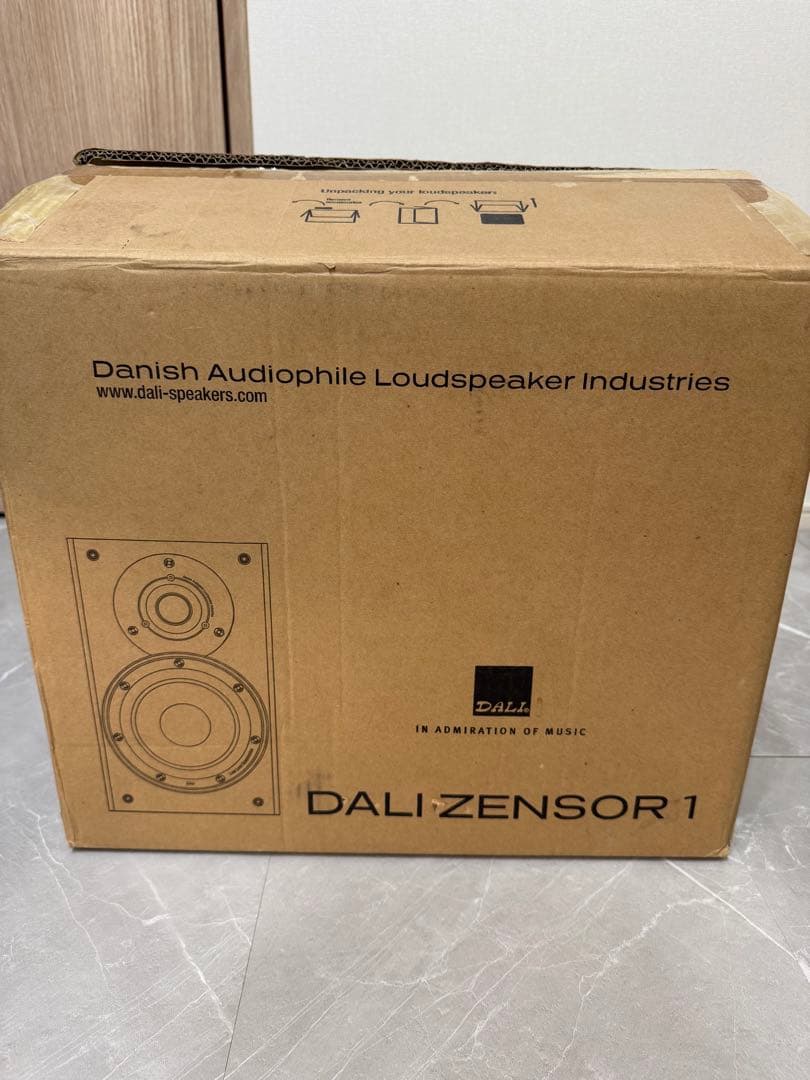 Unpacking your loudspeaker:
Danish Audiophile Loudspeaker Industries
www.dali-speakers.com
DALI
IN ADMIRATION OF MUSIC
DALI ZENSOR 1